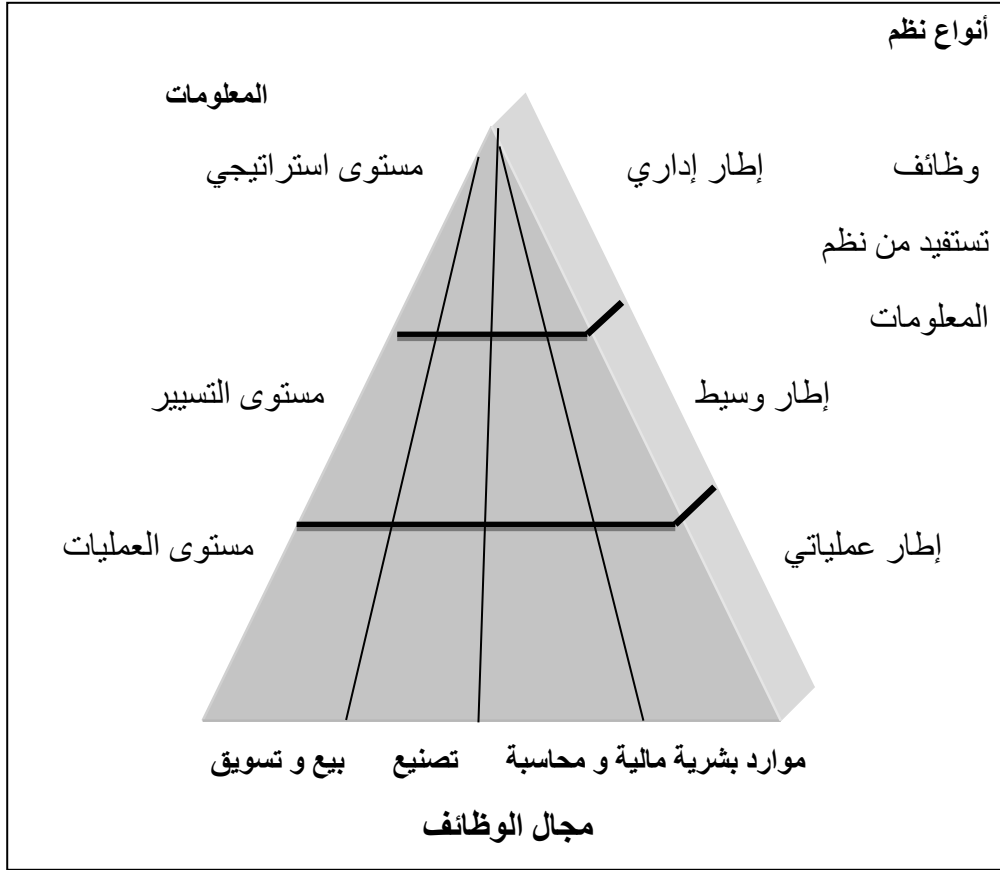 أنواع نظم
المعلومات
وظائف
إطار إداري
مستوى استراتيجي
تستفيد من نظم
المعلومات
إطار وسيط
مستوى التسيير
إطار عملياتي
مستوى العمليات
موارد بشرية مالية و محاسبة تصنيع بيع و تسويق
مجال الوظائف